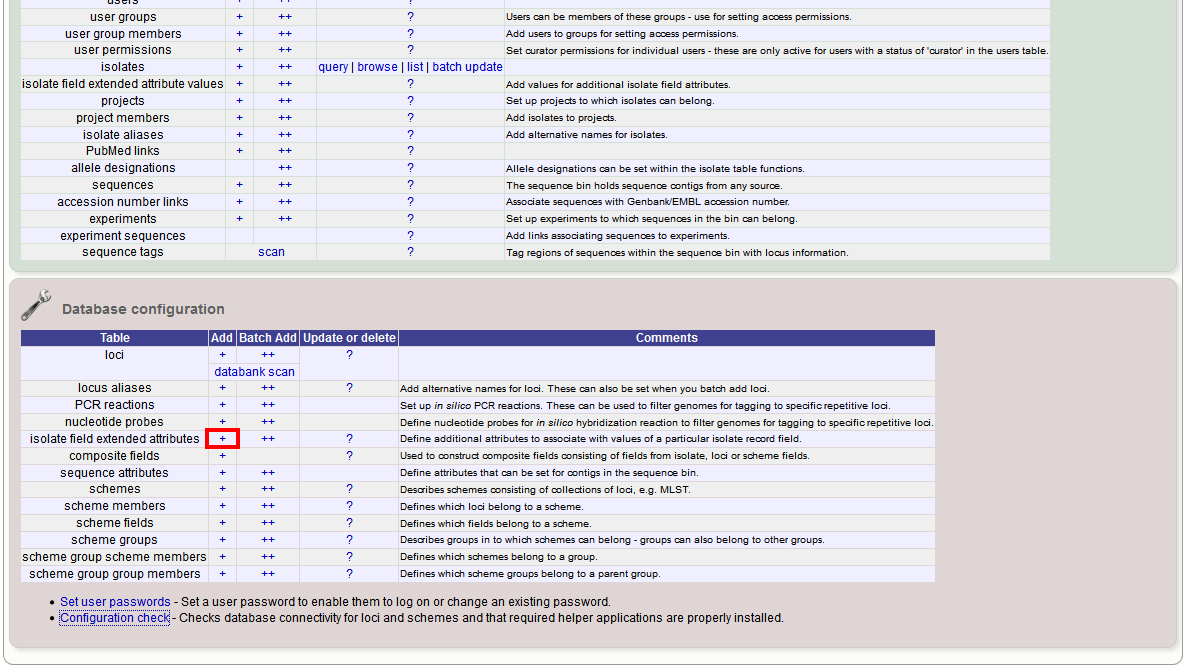 users + ++ ?
user groups + ++ ? Users can be members of these groups - use for setting access permissions.
user group members + ++ ? Add users to groups for setting access permissions.
user permissions + ++ ? Set curator permissions for individual users - these are only active for users with a status of 'curator' in the users table.
isolates + ++ query | browse | list | batch update
isolate field extended attribute values + ++ ? Add values for additional isolate field attributes.
projects + ++ ? Set up projects to which isolates can belong.
project members + ++ ? Add isolates to projects.
isolate aliases + ++ ? Add alternative names for isolates.
PubMed links + ++ ?
allele designations ++ ? Allele designations can be set within the isolate table functions.
sequences + ++ ? The sequence bin holds sequence contigs from any source.
accession number links + ++ ? Associate sequences with Genbank/EMBL accession number.
experiments + ++ ? Set up experiments to which sequences in the bin can belong.
experiment sequences ? Add links associating sequences to experiments.
sequence tags scan ? Tag regions of sequences within the sequence bin with locus information.
Database configuration
Table Add Batch Add Update or delete Comments
loci + ++ ?
databank scan
locus aliases + ++ ? Add alternative names for loci. These can also be set when you batch add loci.
PCR reactions + ++ Set up in silico PCR reactions. These can be used to filter genomes for tagging to specific repetitive loci.
nucleotide probes + ++ Define nucleotide probes for in silico hybridization reaction to filter genomes for tagging to specific repetitive loci.
isolate field extended attributes + ++ ? Define additional attributes to associate with values of a particular isolate record field.
composite fields + ? Used to construct composite fields consisting of fields from isolate, loci or scheme fields.
sequence attributes + ++ Define attributes that can be set for contigs in the sequence bin.
schemes + ++ ? Describes schemes consisting of collections of loci, e.g. MLST.
scheme members + ++ ? Defines which loci belong to a scheme.
scheme fields + ++ ? Defines which fields belong to a scheme.
scheme groups + ++ ? Describes groups in to which schemes can belong - groups can also belong to other groups.
scheme group scheme members + ++ ? Defines which schemes belong to a group.
scheme group group members + ++ ? Defines which scheme groups belong to a parent group.
• Set user passwords - Set a user password to enable them to log on or change an existing password.
• Configuration check - Checks database connectivity for loci and schemes and that required helper applications are properly installed.